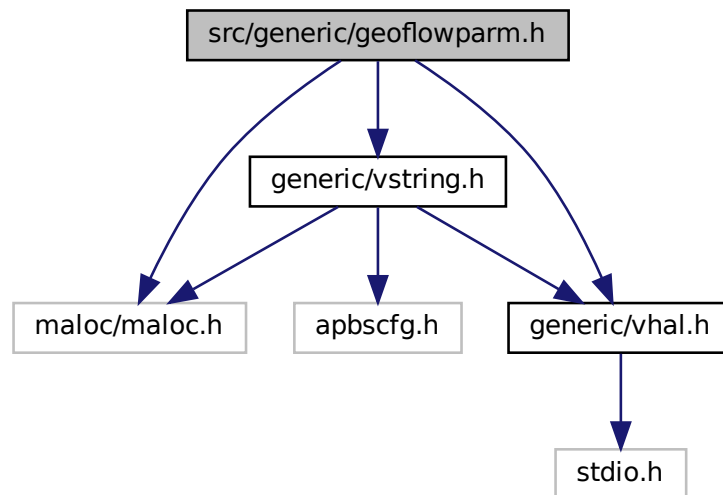 src/generic/geoflowparm.h
generic/vstring.h
maloc/maloc.h
apbscfg.h
generic/vhal.h
stdio.h